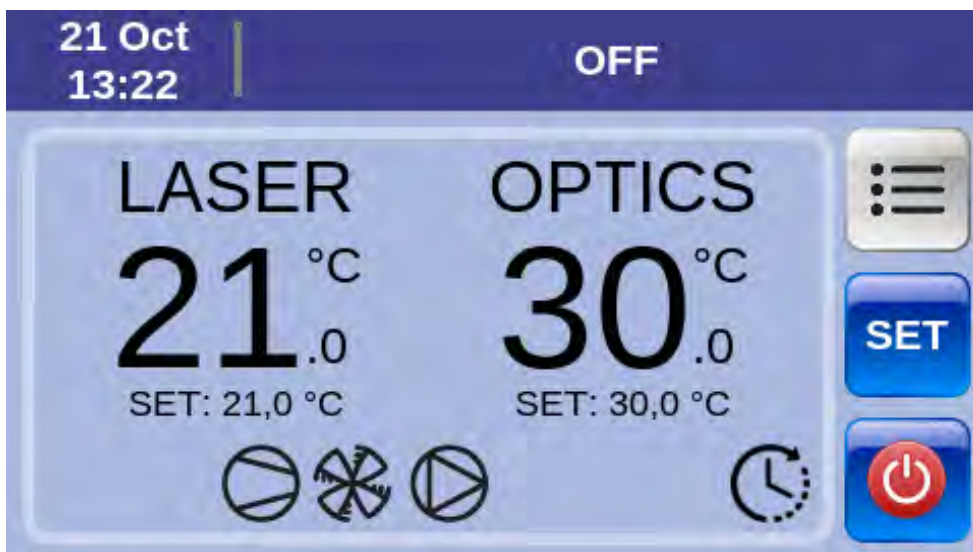 21 Oct
13:22
OFF
LASER
21.0 °C
SET: 21,0 °C
OPTICS
30.0 °C
SET: 30,0 °C
SET